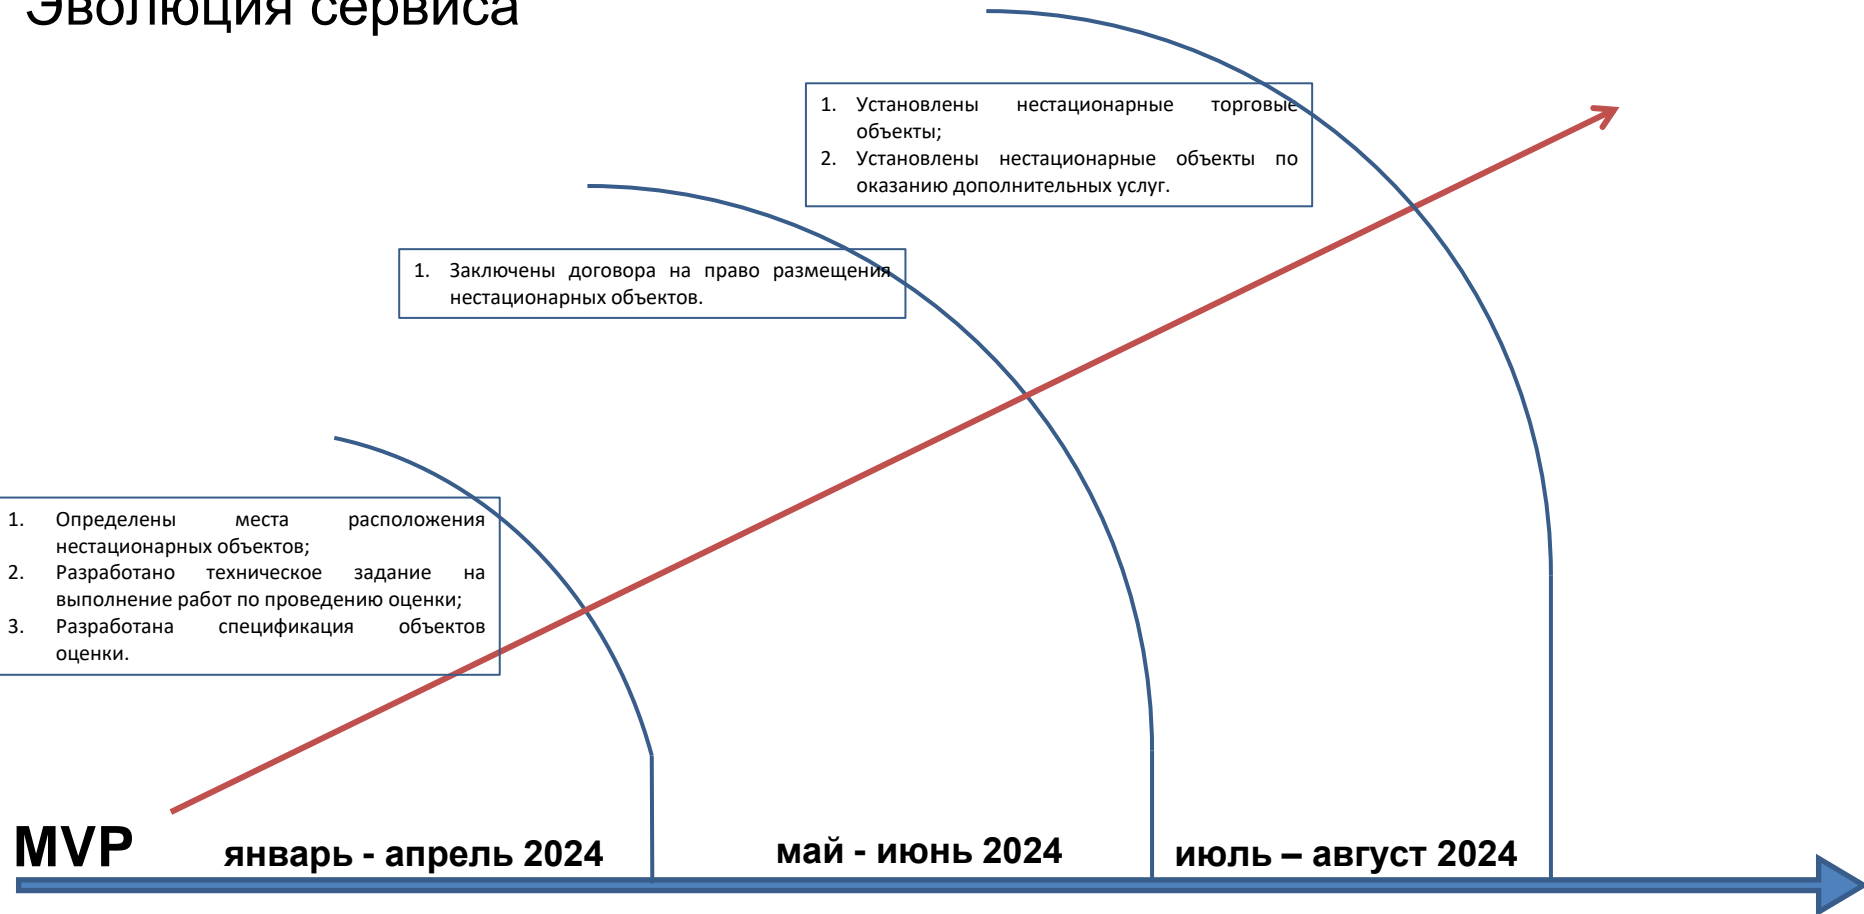 Эволюция сервиса
1. Установлены нестационарные торговые
объекты;
2. Установлены нестационарные объекты по
оказанию дополнительных услуг.
1. Заключены договора на право размещения
нестационарных объектов.
1. Определены места расположения
нестационарных объектов;
2. Разработано техническое задание на
выполнение работ по проведению оценки;
3. Разработана спецификация объектов
оценки.
MVP
январь - апрель 2024
май - июнь 2024
июль – август 2024